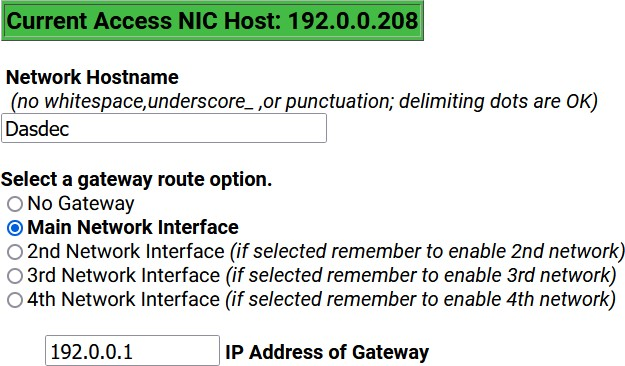 Current Access NIC Host: 192.0.0.208
Network Hostname
(no whitespace,underscore_ ,or punctuation; delimiting dots are OK)
Dasdec
Select a gateway route option.
No Gateway
Main Network Interface
2nd Network Interface (if selected remember to enable 2nd network)
3rd Network Interface (if selected remember to enable 3rd network)
4th Network Interface (if selected remember to enable 4th network)
192.0.0.1 IP Address of Gateway